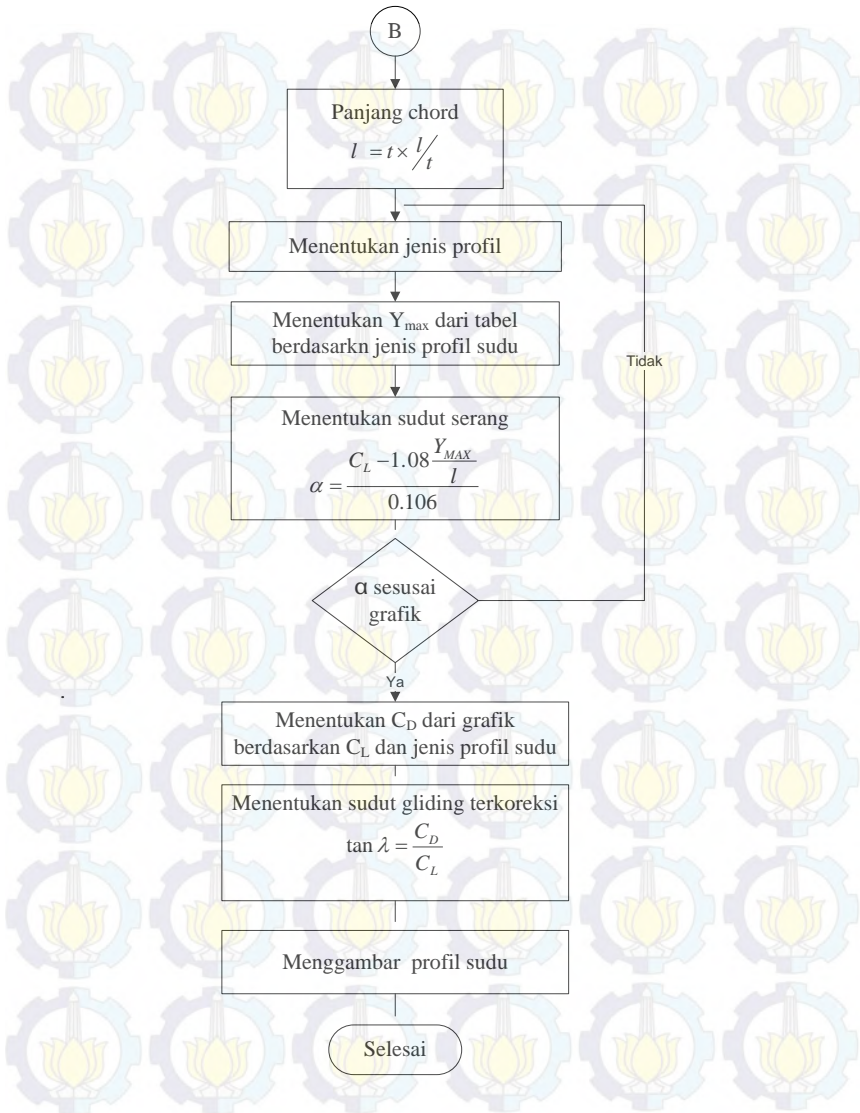 B
Panjang chord
l = t × l/t
Menentukan jenis profil
Menentukan Y_max dari tabel
berdasarkn jenis profil sudu
Tidak
Menentukan sudut serang
α = (C_L − 1.08 Y_MAX/l) / 0.106
α sesusai
grafik
Ya
Menentukan C_D dari grafik
berdasarkan C_L dan jenis profil sudu
Menentukan sudut gliding terkoreksi
tan λ = C_D/C_L
Menggambar profil sudu
Selesai